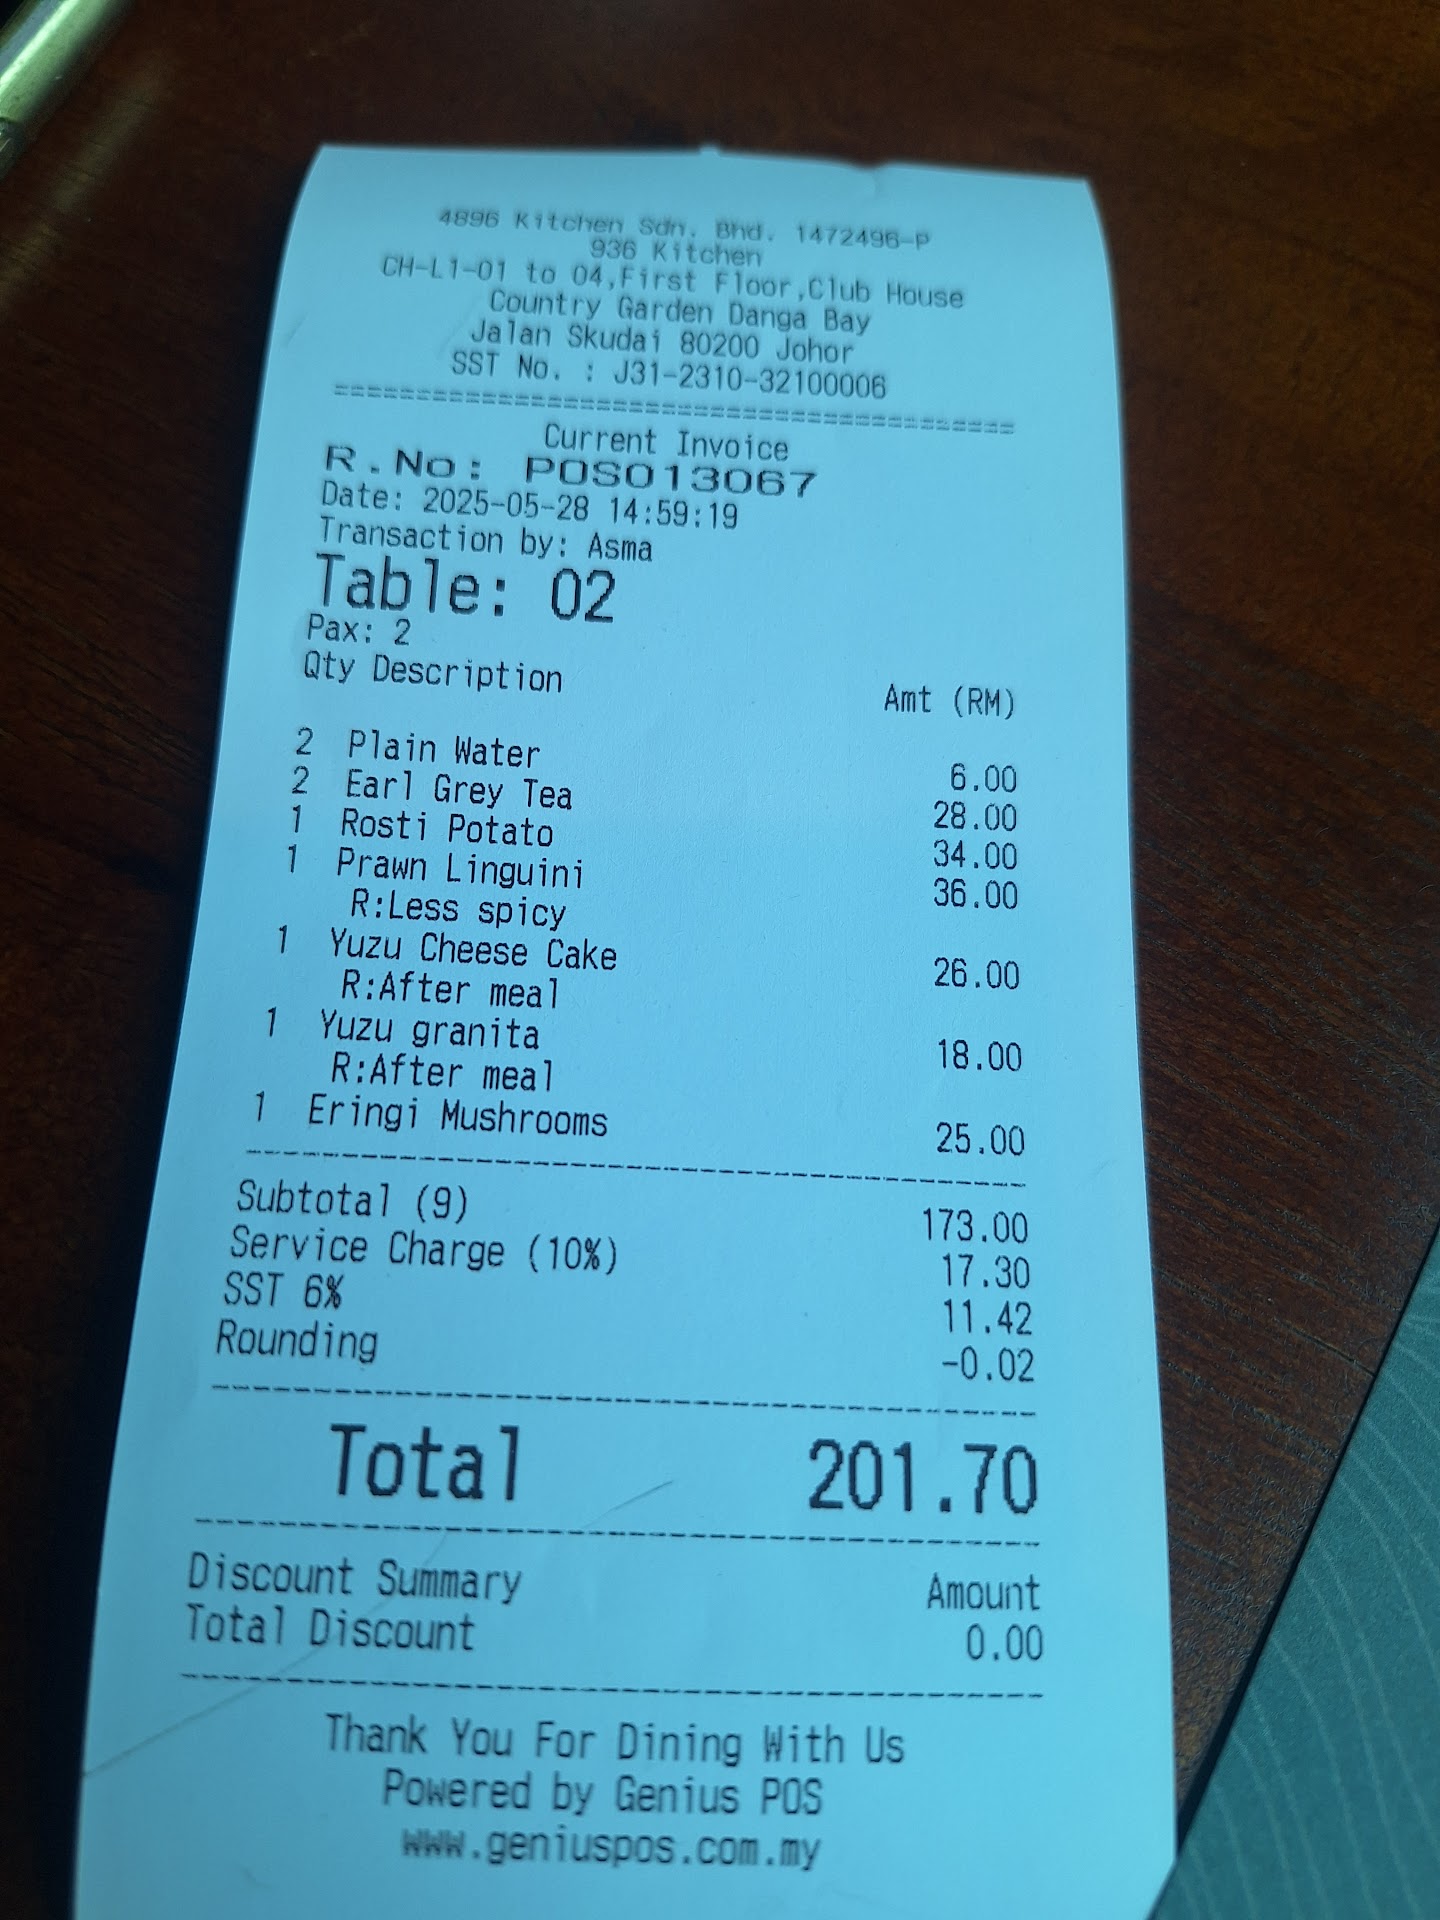 4896 Kitchen Sdn. Bhd. 1472496-P
936 Kitchen
CH-L1-01 to 04,First Floor,Club House
Country Garden Danga Bay
Jalan Skudai 80200 Johor
SST No. : J31-2310-32100006
Current Invoice
R.No: POS013067
Date: 2025-05-28 14:59:19
Transaction by: Asma
Table: 02
Pax: 2
Qty Description Amt (RM)
2 Plain Water 6.00
2 Earl Grey Tea 28.00
1 Rosti Potato 34.00
1 Prawn Linguini 36.00
R:Less spicy
1 Yuzu Cheese Cake 26.00
R:After meal
1 Yuzu granita 18.00
R:After meal
1 Eringi Mushrooms 25.00
Subtotal (9) 173.00
Service Charge (10%) 17.30
SST 6% 11.42
Rounding -0.02
Total 201.70
Discount Summary Amount
Total Discount 0.00
Thank You For Dining With Us
Powered by Genius POS
www.geniuspos.com.my